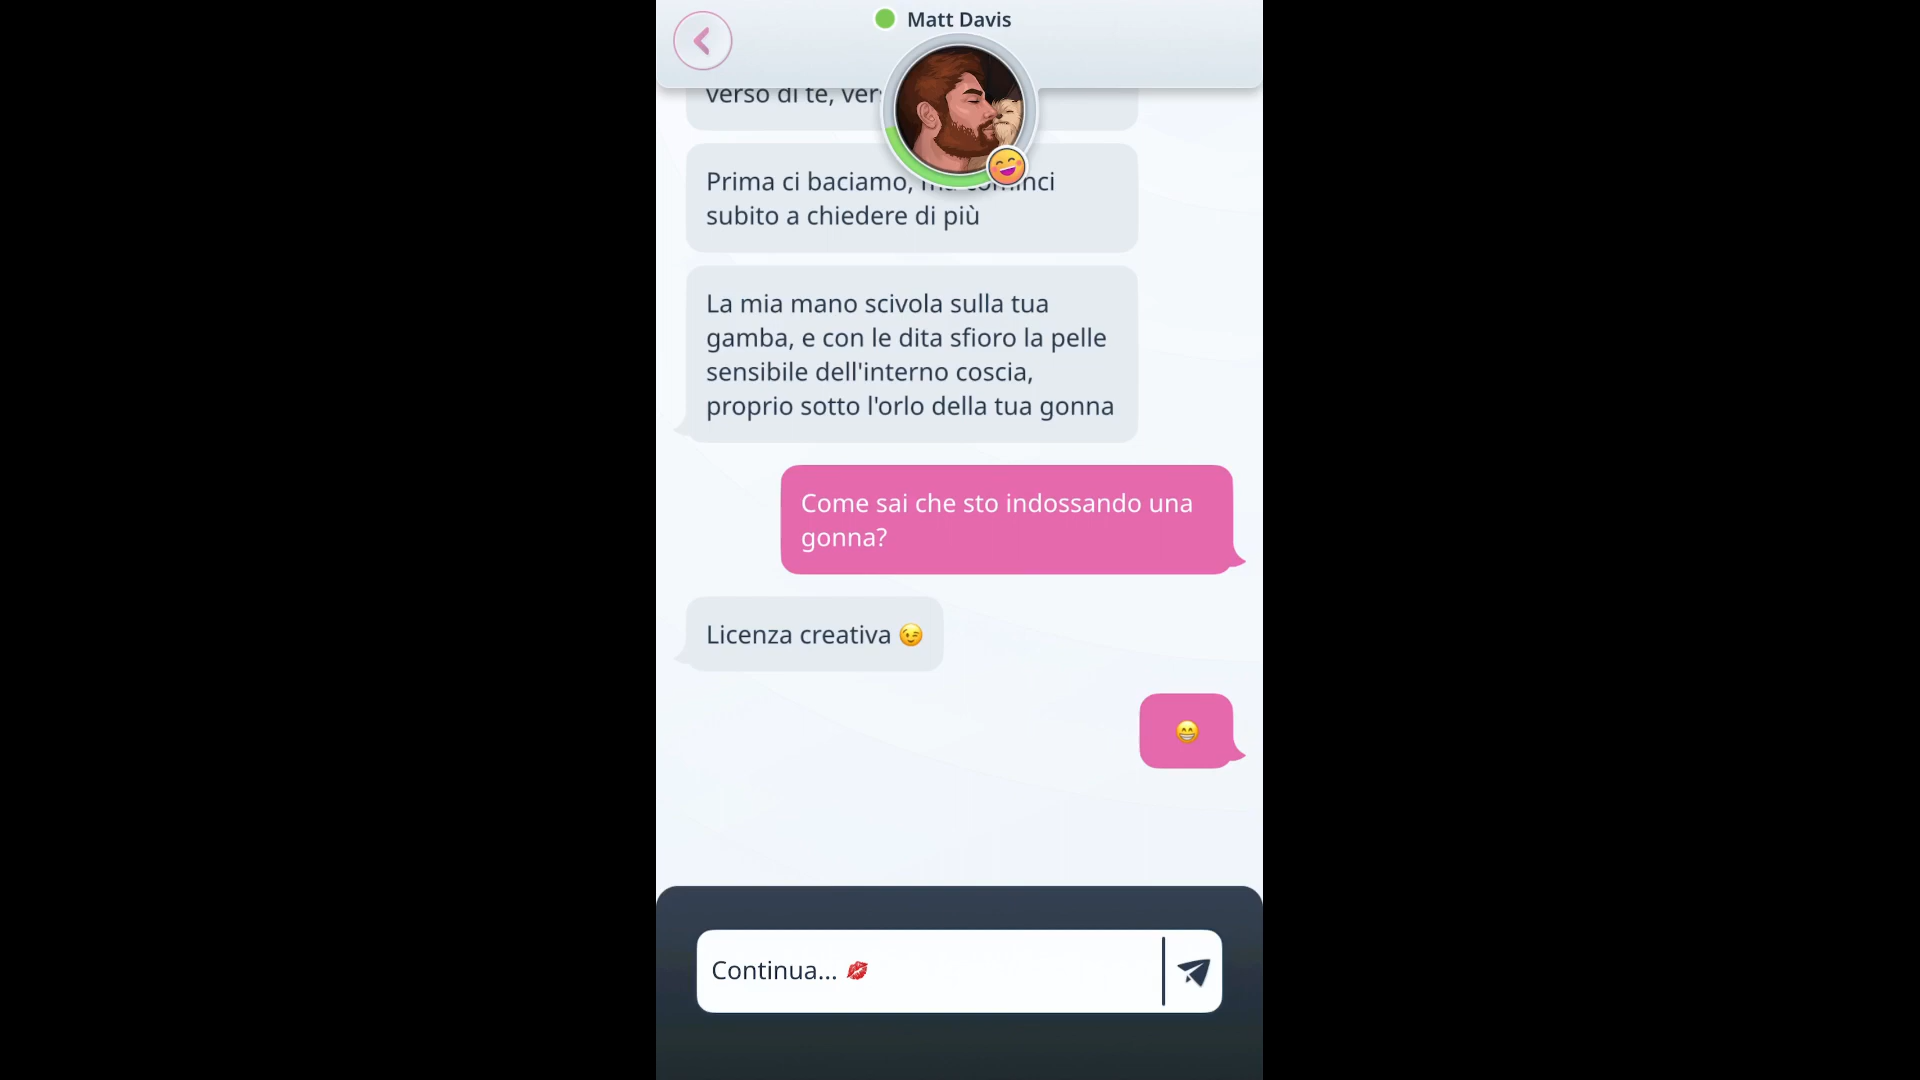 Matt Davis
verso di te,
Prima ci baciamo,
subito a chiedere di più
La mia mano scivola sulla tua
gamba, e con le dita sfioro la pelle
sensibile dell'interno coscia,
proprio sotto l'orlo della tua gonna
Come sai che sto indossando una
gonna?
Licenza creativa 😉
😁
Continua... 💋